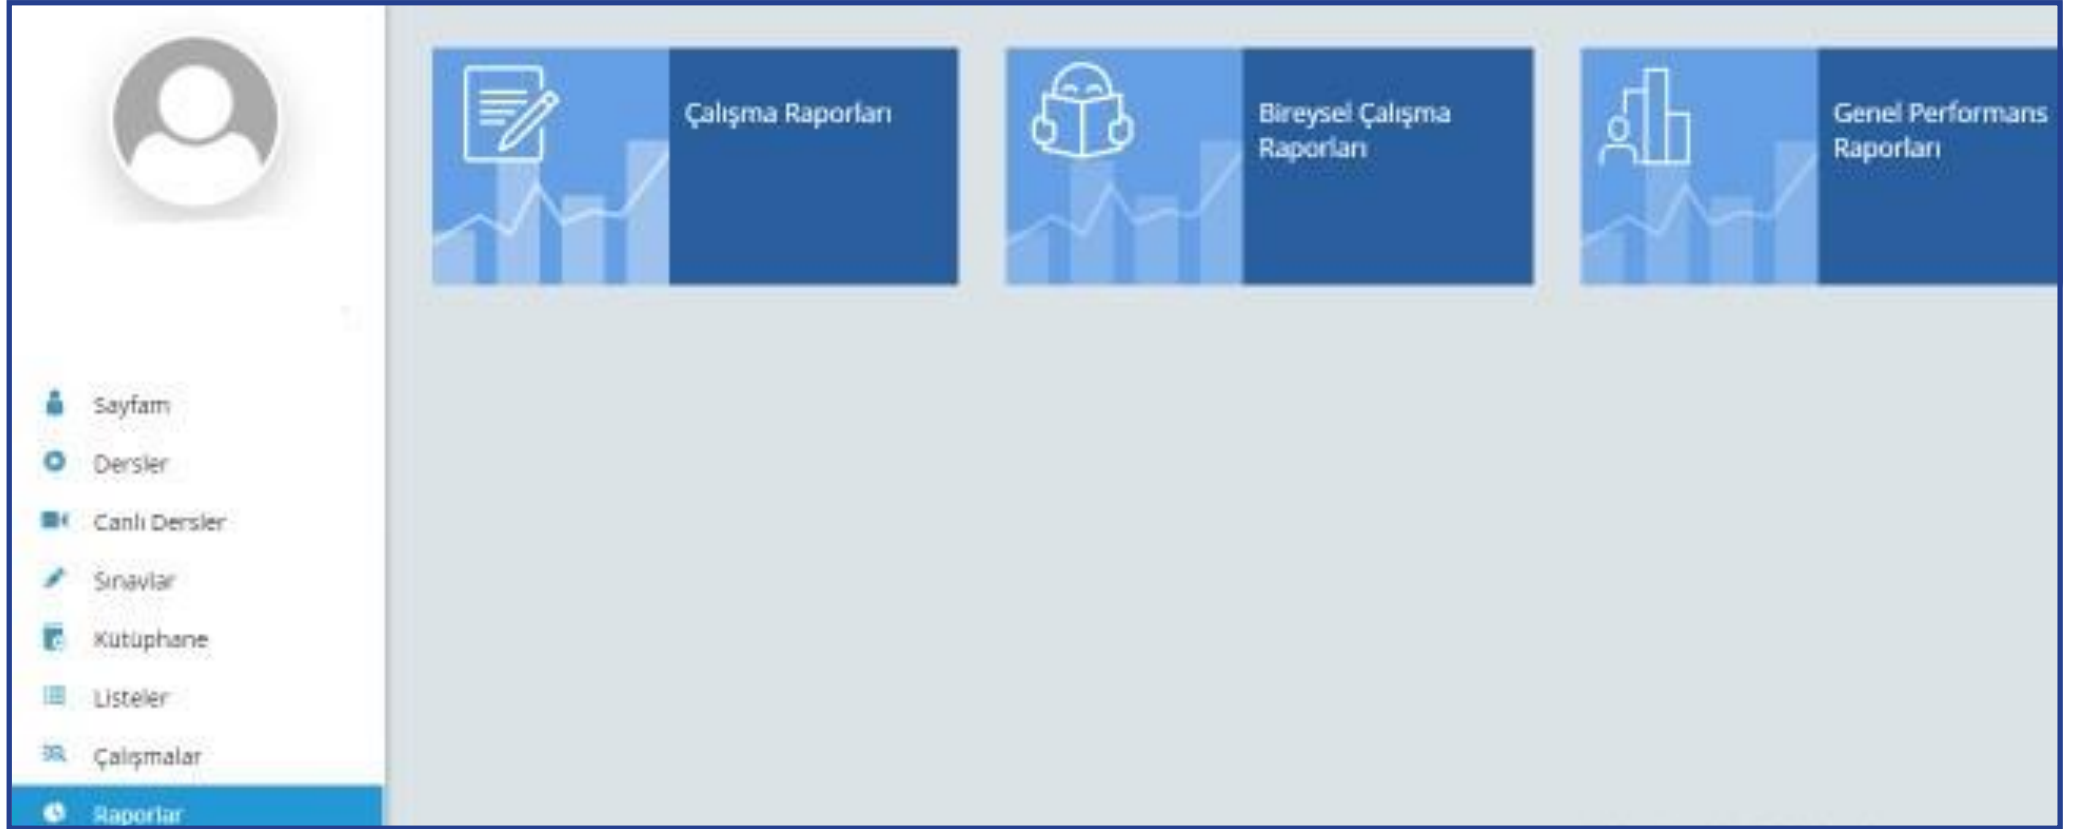 Çalışma Raporları
Bireysel Çalışma
Raporları
Genel Performans
Raporları
Sayfam
Dersler
Canlı Dersler
Sınavlar
Kütüphane
Listeler
Çalışmalar
Raporlar